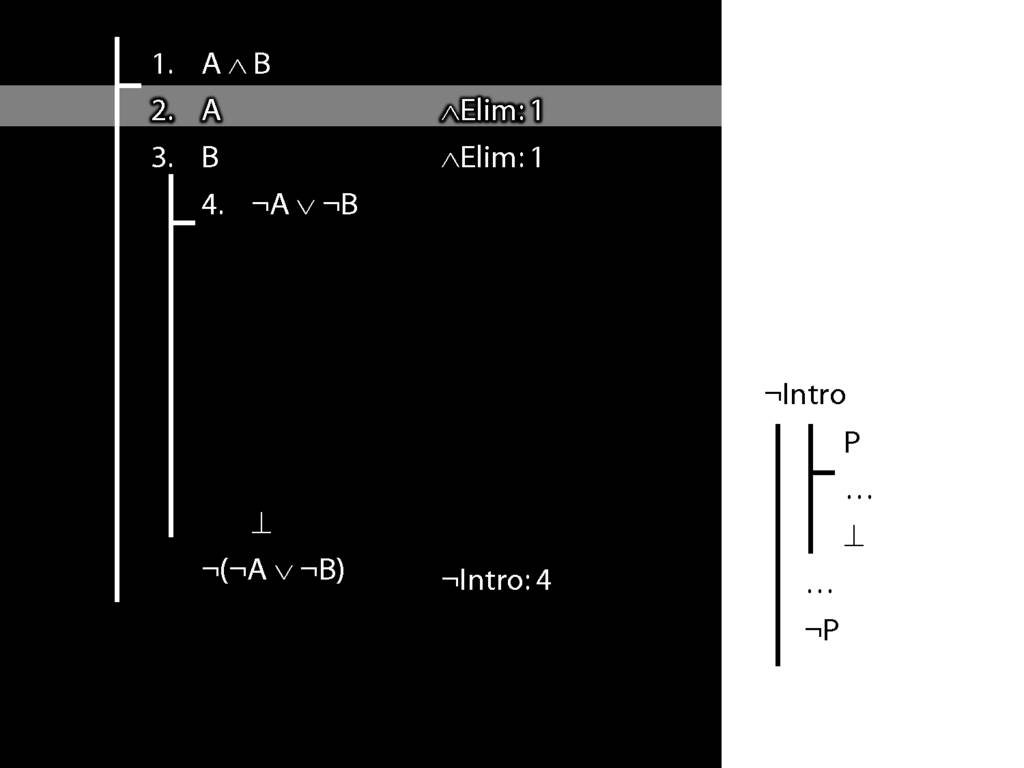 1. A ∧ B
2. A ∧Elim: 1
3. B ∧Elim: 1
4. ¬A ∨ ¬B
⊥
¬(¬A ∨ ¬B) ¬Intro: 4
¬Intro
P
…
⊥
…
¬P